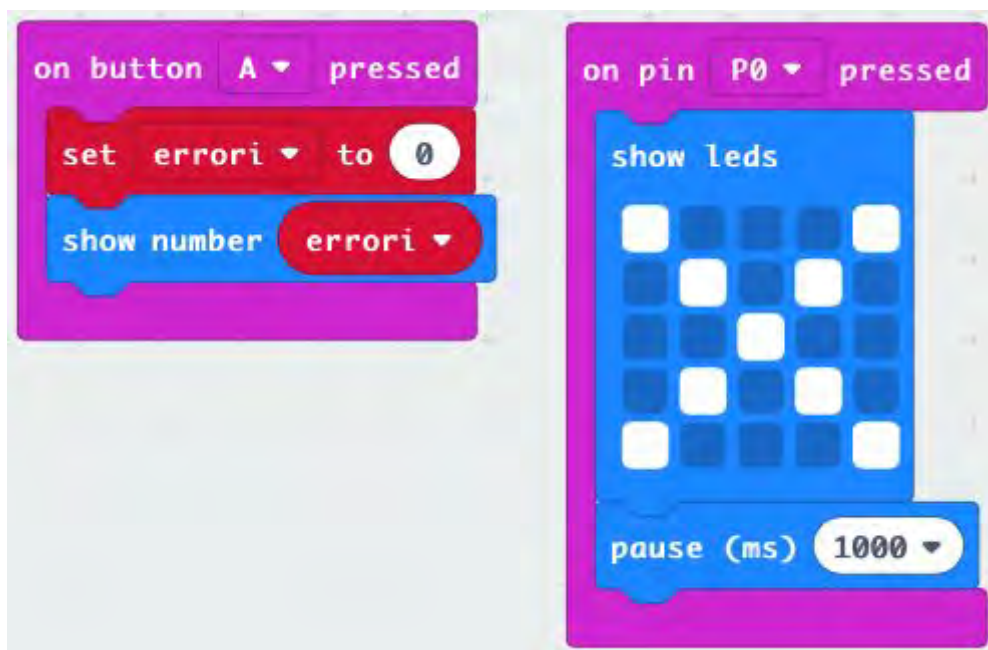 on button A pressed
set errori to 0
show number errori
on pin P0 pressed
show leds
pause (ms) 1000